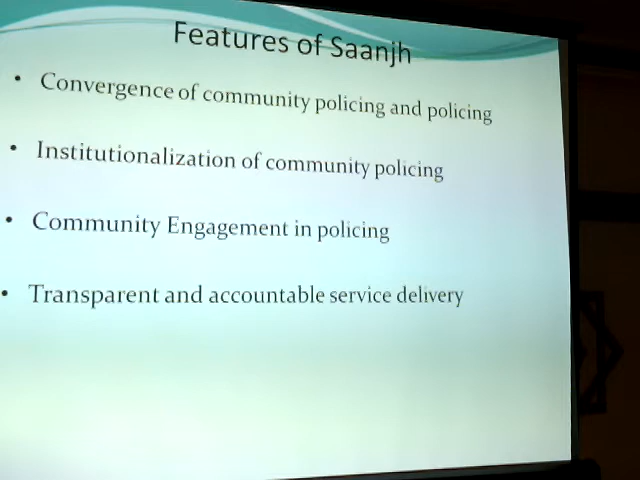 Features of Saanjh
• Convergence of community policing and policing
• Institutionalization of community policing
• Community Engagement in policing
• Transparent and accountable service delivery